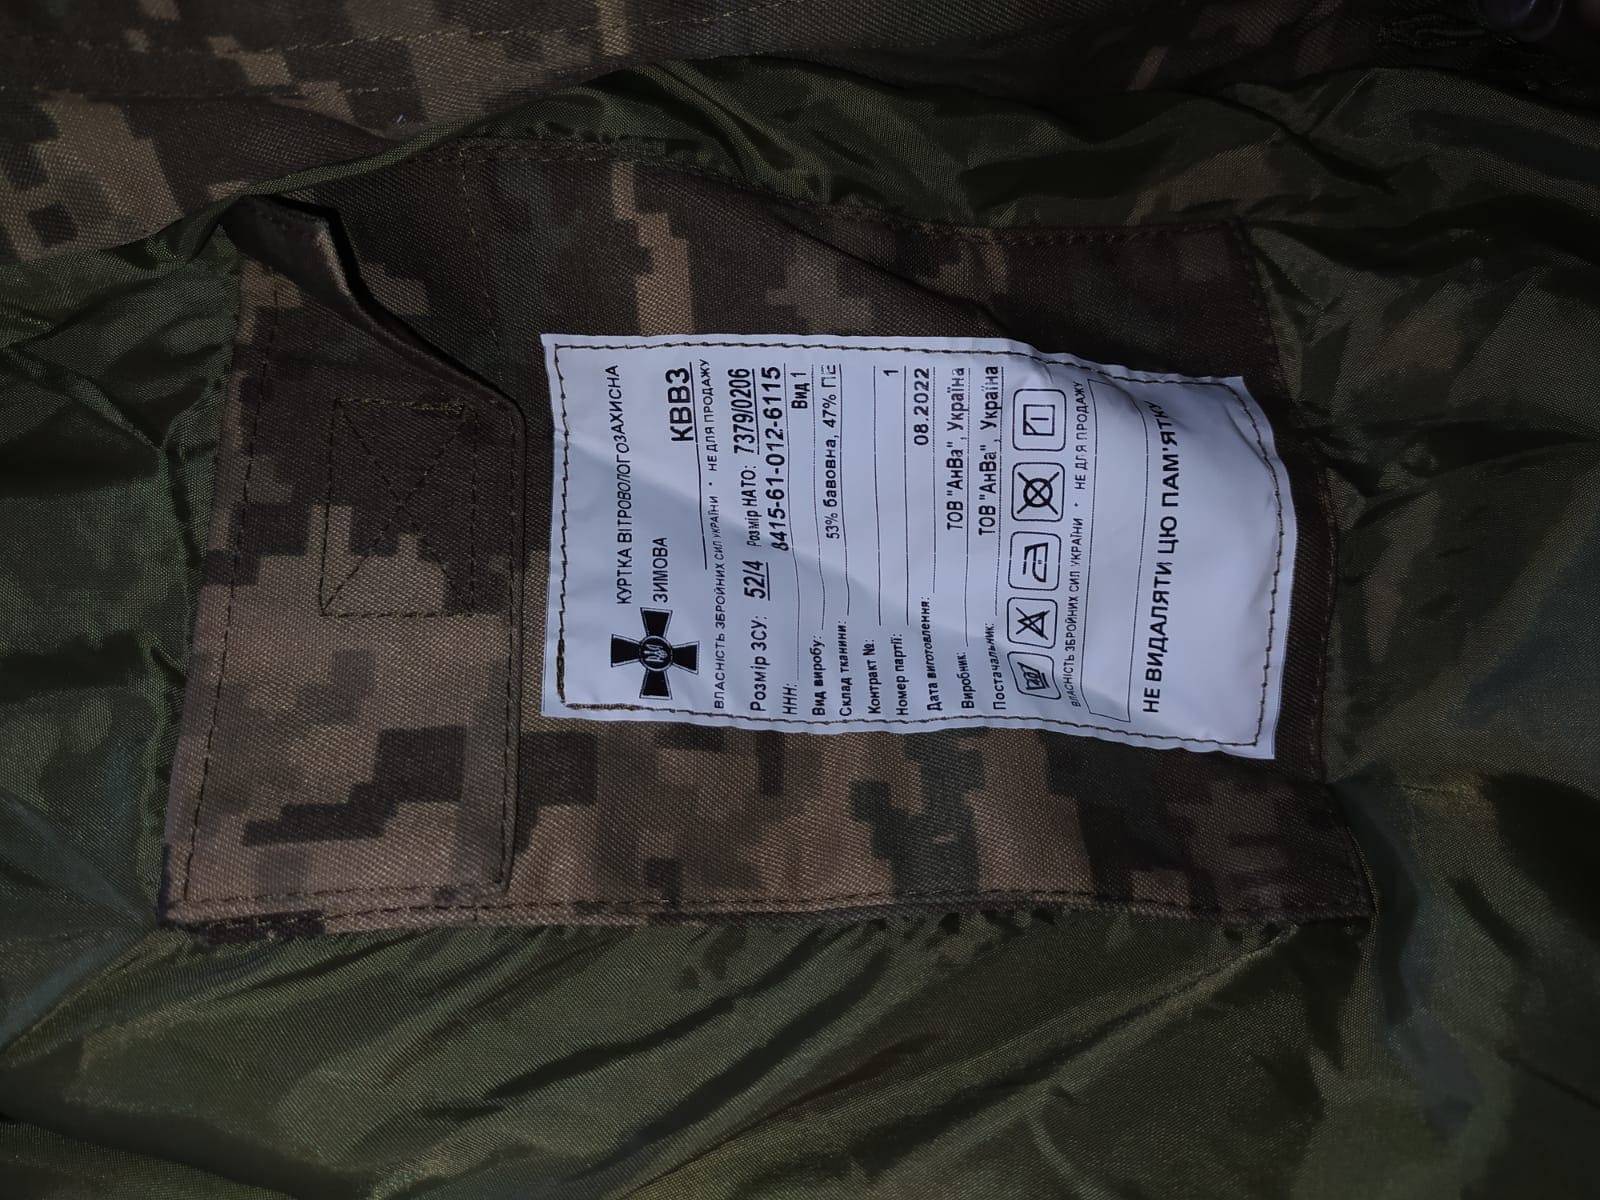 КУРТКА ВІТРОВОЛОГОЗАХИСНА
ЗИМОВА
КВВЗ
ВЛАСНІСТЬ ЗБРОЙНИХ СИЛ УКРАЇНИ • НЕ ДЛЯ ПРОДАЖУ
Розмір ЗСУ: 52/4 Розмір НАТО: 7379/0206
ННН: 8415-61-012-6115
Вид виробу: Вид 1
Склад тканини: 53% бавовна, 47% ПЕ
Контракт №:
Номер партії: 1
Дата виготовлення: 08.2022
Виробник: ТОВ "АнВа", Україна
Постачальник: ТОВ "АнВа", Україна
ВЛАСНІСТЬ ЗБРОЙНИХ СИЛ УКРАЇНИ • НЕ ДЛЯ ПРОДАЖУ
НЕ ВИДАЛЯТИ ЦЮ ПАМ'ЯТКУ